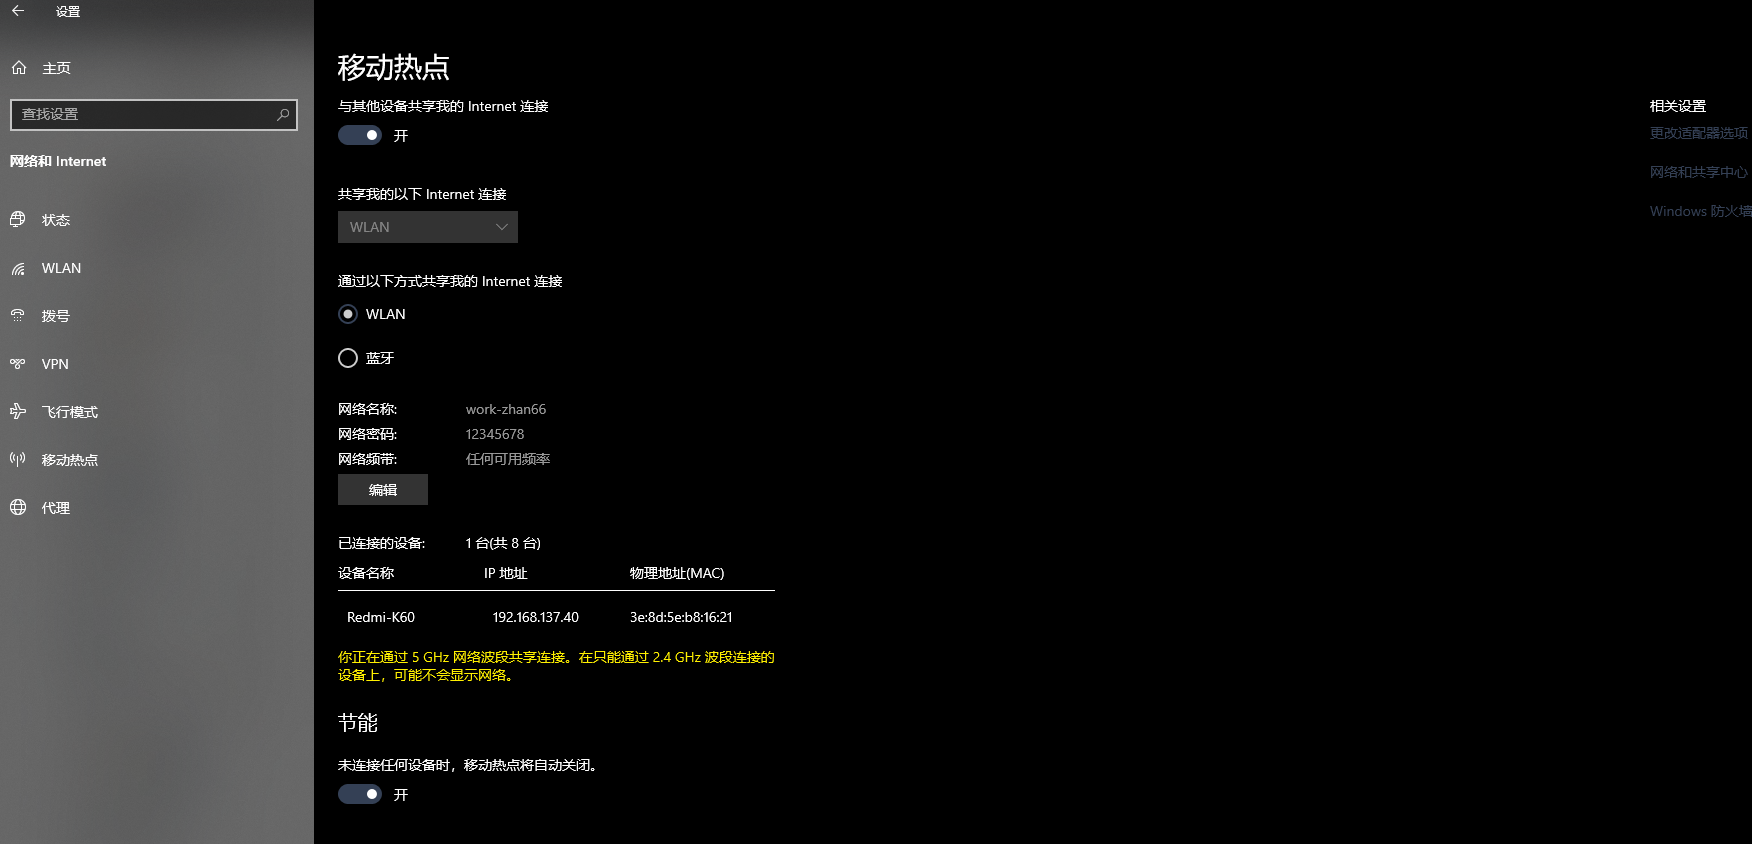 设置
主页
查找设置
网络和 Internet
状态
WLAN
拨号
VPN
飞行模式
移动热点
代理
移动热点
与其他设备共享我的 Internet 连接
开
共享我的以下 Internet 连接
WLAN
通过以下方式共享我的 Internet 连接
WLAN
蓝牙
网络名称: work-zhan66
网络密码: 12345678
网络频带: 任何可用频率
编辑
已连接的设备: 1 台(共 8 台)
设备名称 IP 地址 物理地址(MAC)
Redmi-K60 192.168.137.40 3e:8d:5e:b8:16:21
你正在通过 5 GHz 网络波段共享连接。在只能通过 2.4 GHz 波段连接的
设备上，可能不会显示网络。
节能
未连接任何设备时，移动热点将自动关闭。
开
相关设置
更改适配器选项
网络和共享中心
Windows 防火墙